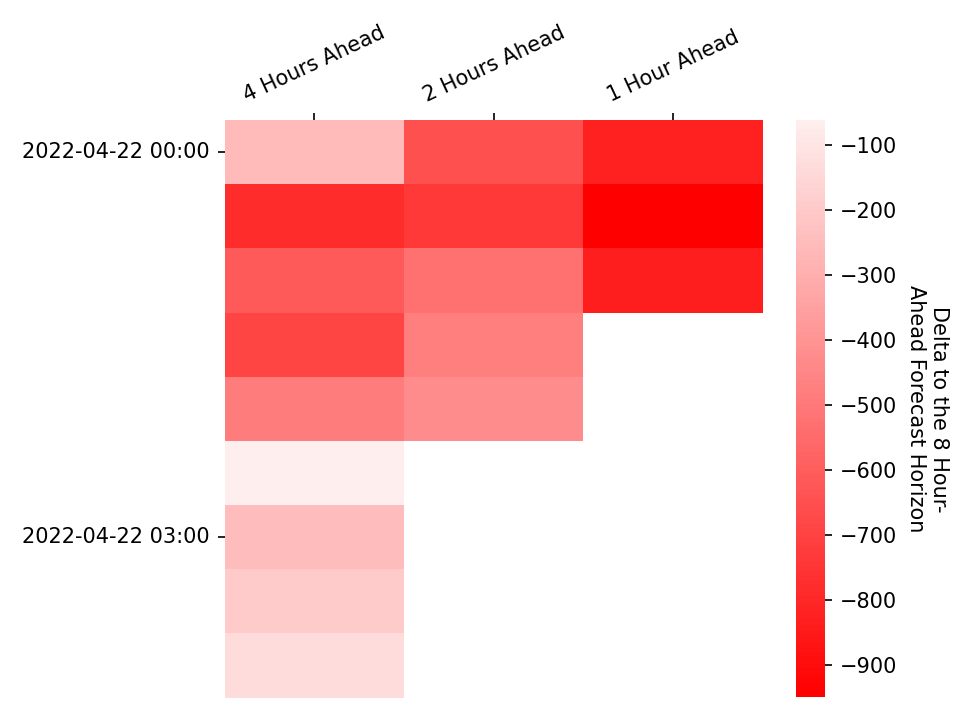 4 Hours Ahead
2 Hours Ahead
1 Hour Ahead
2022-04-22 00:00
2022-04-22 03:00
−100
−200
−300
−400
−500
−600
−700
−800
−900
Delta to the 8 Hour-
Ahead Forecast Horizon